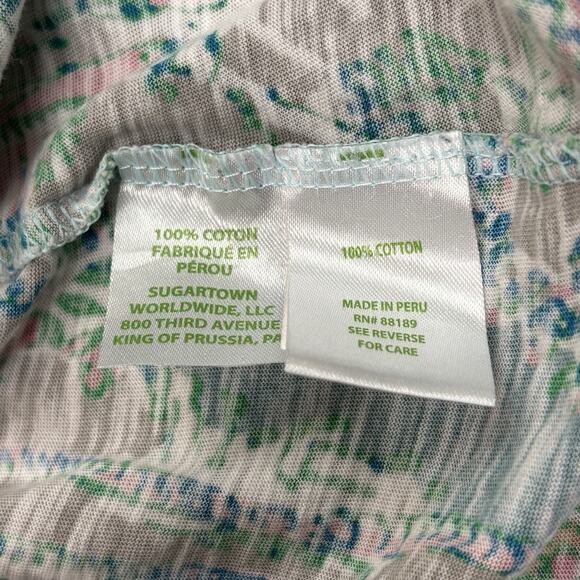 100% COTON
FABRIQUÉ EN
PÉROU
SUGARTOWN
WORLDWIDE, LLC
800 THIRD AVENUE
KING OF PRUSSIA, PA
100% COTTON
MADE IN PERU
RN# 88189
SEE REVERSE
FOR CARE